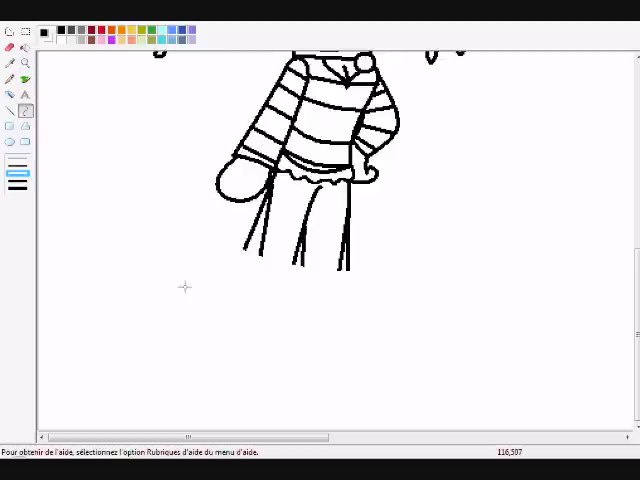 Pour obtenir de l'aide, sélectionnez l'option Rubriques d'aide du menu d'aide. 116,507